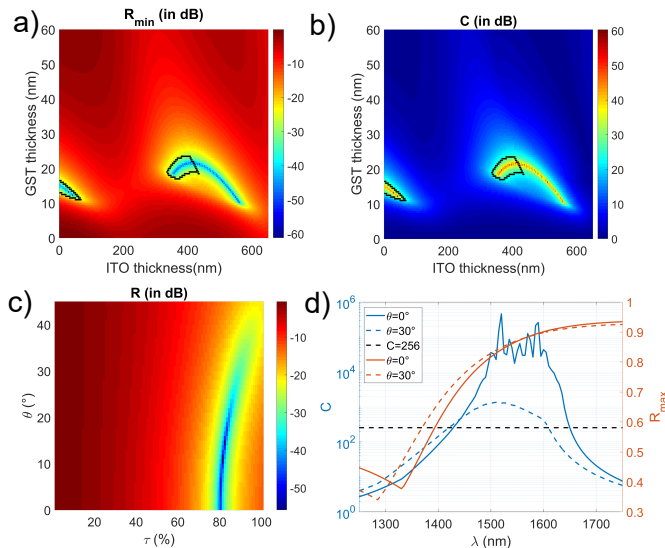 a)
R_min (in dB)
GST thickness (nm)
60
50
40
30
20
10
0
0 200 400 600
ITO thickness(nm)
0
-10
-20
-30
-40
-50
-60
b)
C (in dB)
GST thickness (nm)
60
50
40
30
20
10
0
0 200 400 600
ITO thickness (nm)
60
50
40
30
20
10
0
c)
R (in dB)
θ (°)
40
30
20
10
0
20 40 60 80 100
τ (%)
0
-10
-20
-30
-40
-50
d)
C
10^6
10^4
10^2
10^0
θ=0°
θ=30°
C=256
θ=0°
θ=30°
1300 1400 1500 1600 1700
λ (nm)
1
0.9
0.8
0.7
0.6
0.5
0.4
0.3
R_max